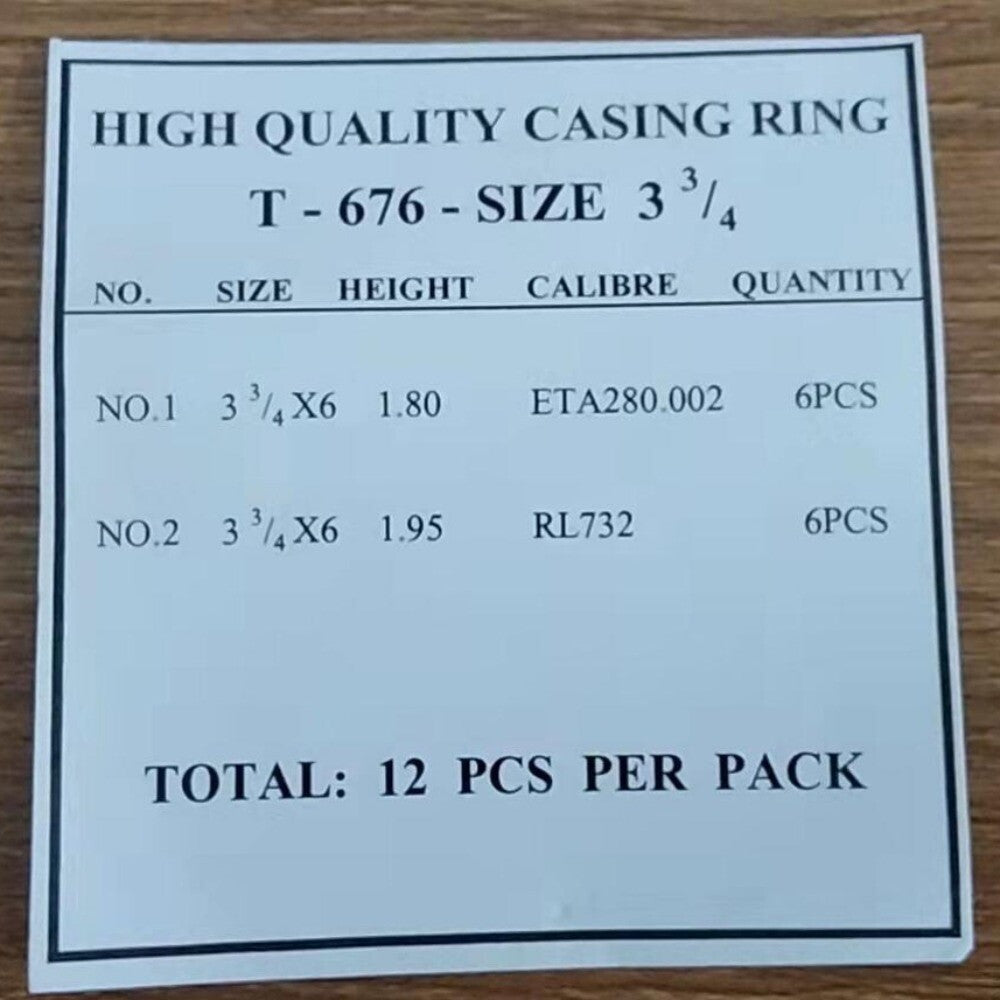 HIGH QUALITY CASING RING
T - 676 - SIZE 3 3/4
NO. SIZE HEIGHT CALIBRE QUANTITY
NO.1 3 3/4 X6 1.80 ETA280.002 6PCS
NO.2 3 3/4 X6 1.95 RL732 6PCS
TOTAL: 12 PCS PER PACK